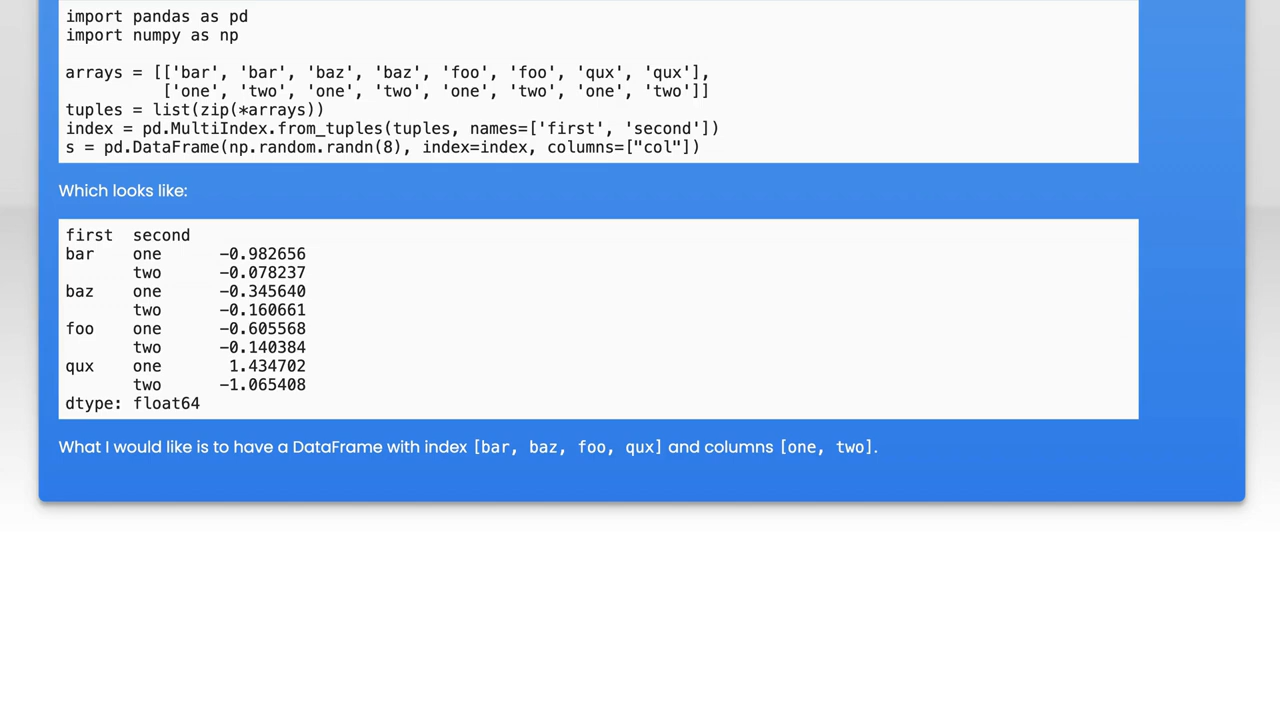 import pandas as pd
import numpy as np
arrays = [['bar', 'bar', 'baz', 'baz', 'foo', 'foo', 'qux', 'qux'],
          ['one', 'two', 'one', 'two', 'one', 'two', 'one', 'two']]
tuples = list(zip(*arrays))
index = pd.MultiIndex.from_tuples(tuples, names=['first', 'second'])
s = pd.DataFrame(np.random.randn(8), index=index, columns=["col"])
Which looks like:
first  second
bar    one      -0.982656
       two      -0.078237
baz    one      -0.345640
       two      -0.160661
foo    one      -0.605568
       two      -0.140384
qux    one       1.434702
       two      -1.065408
dtype: float64
What I would like is to have a DataFrame with index [bar, baz, foo, qux] and columns [one, two].